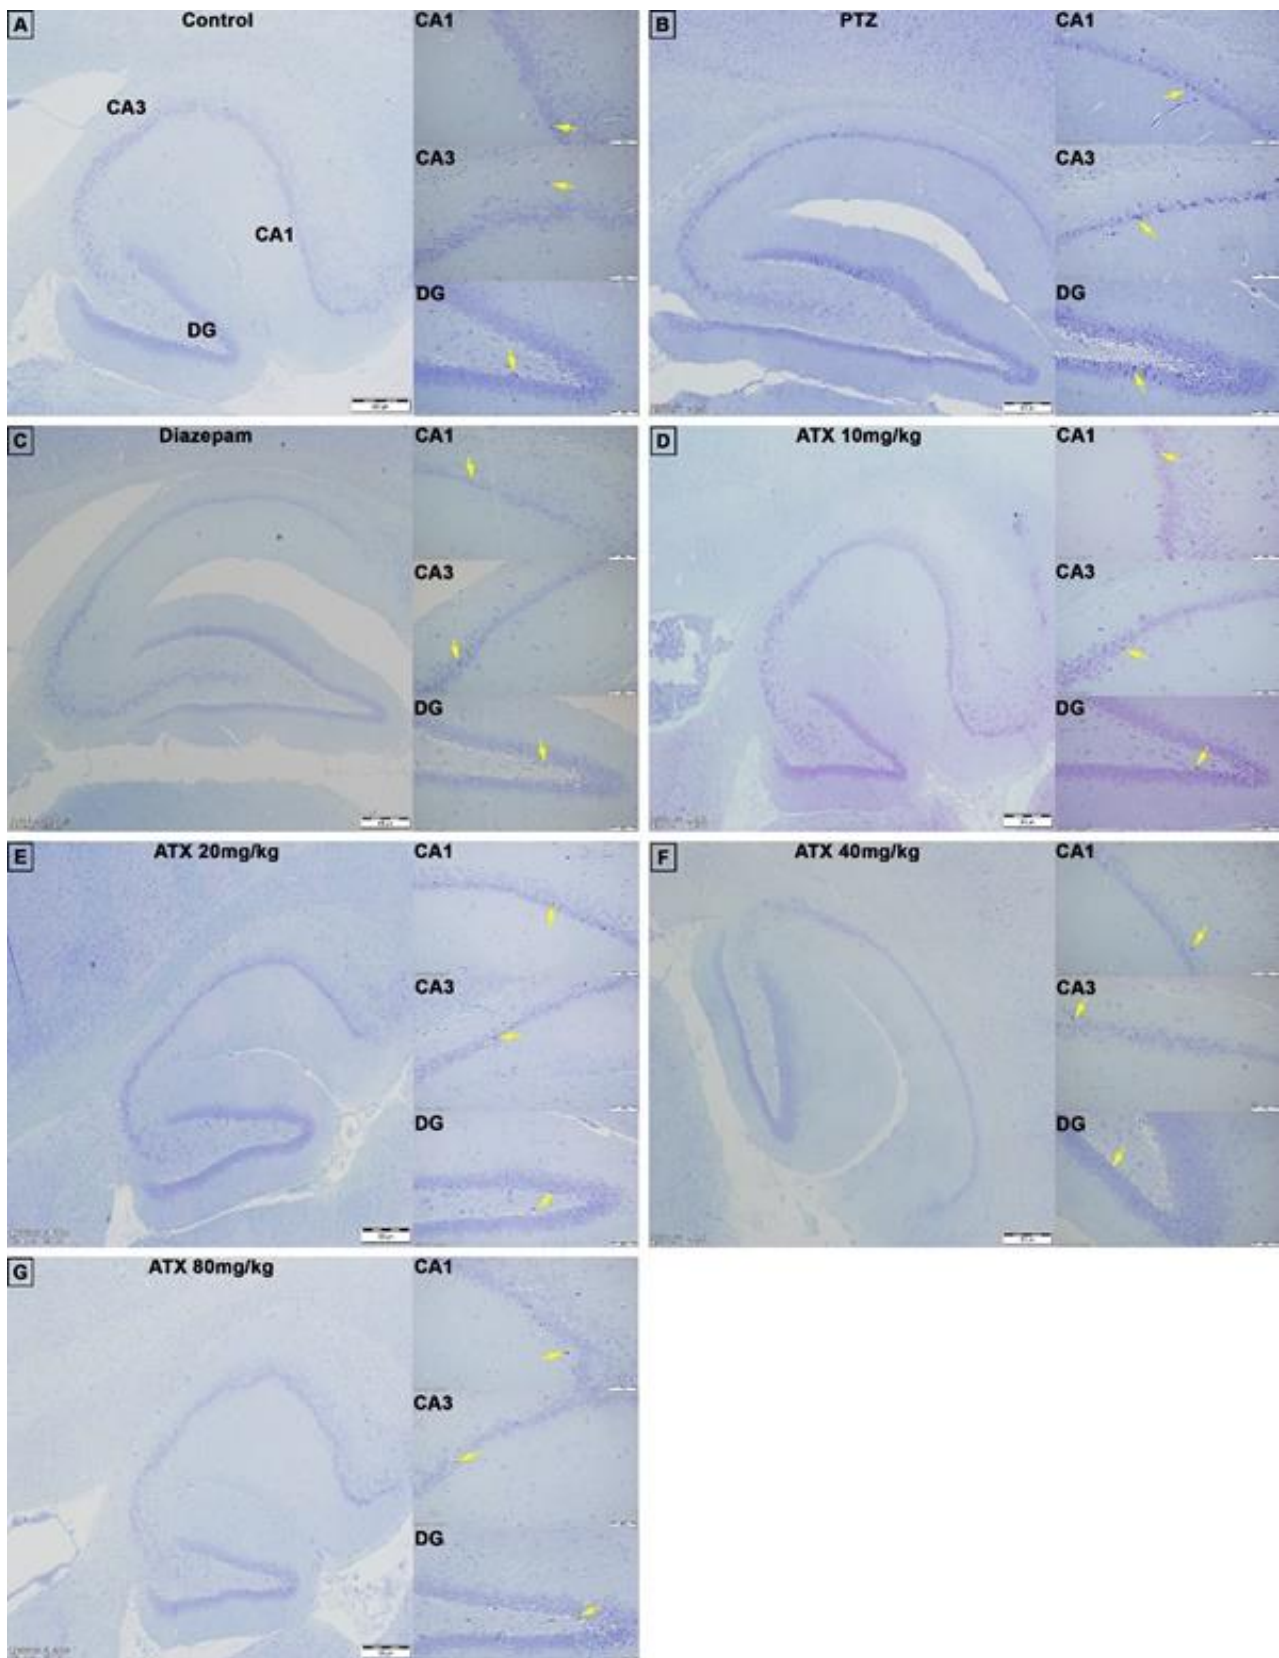 A Control CA1
CA3
CA3
CA1
DG
DG
B PTZ CA1
CA3
DG
C Diazepam CA1
CA3
DG
D ATX 10mg/kg CA1
CA3
DG
E ATX 20mg/kg CA1
CA3
DG
F ATX 40mg/kg CA1
CA3
DG
G ATX 80mg/kg CA1
CA3
DG